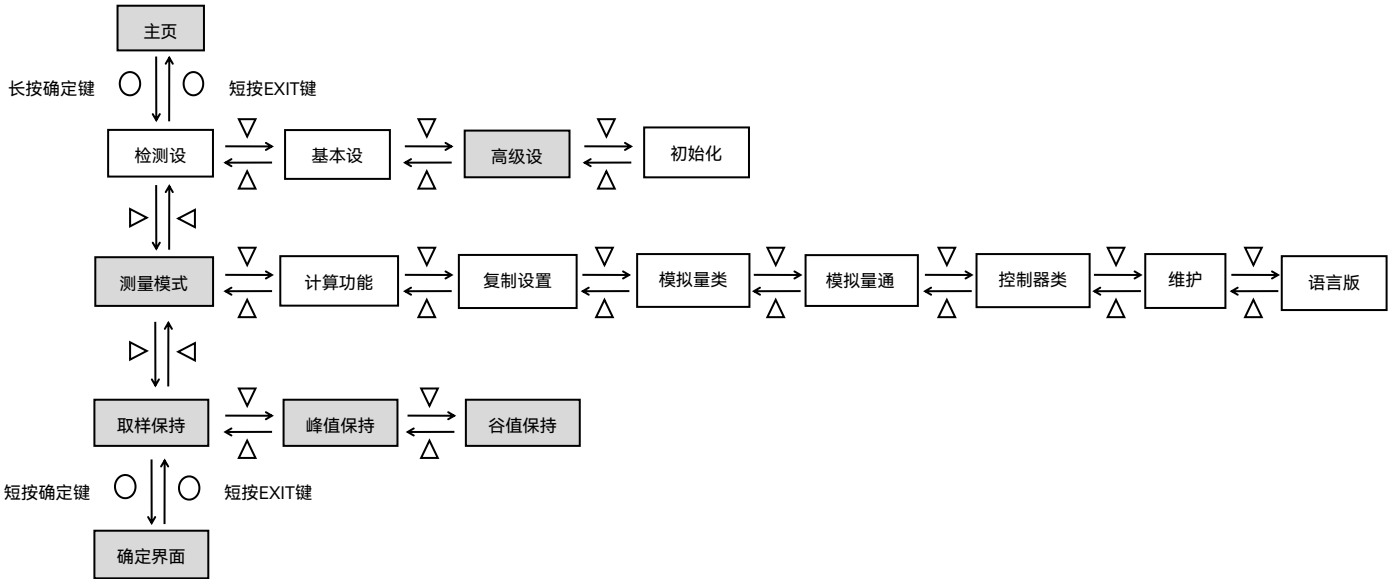 主页
长按确定键
短按EXIT键
检测设
基本设
高级设
初始化
测量模式
计算功能
复制设置
模拟量类
模拟量通
控制器类
维护
语言版
取样保持
峰值保持
谷值保持
短按确定键
短按EXIT键
确定界面